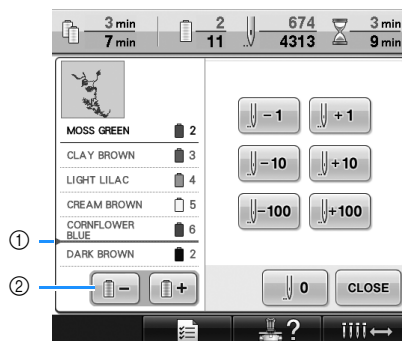 3 min
7 min
2
11
674
4313
3 min
9 min
MOSS GREEN 2
CLAY BROWN 3
LIGHT LILAC 4
CREAM BROWN 5
CORNFLOWER
BLUE 6
DARK BROWN 2
− 1
+ 1
− 10
+ 10
−100
+100
①
②
−
+
0
CLOSE
?